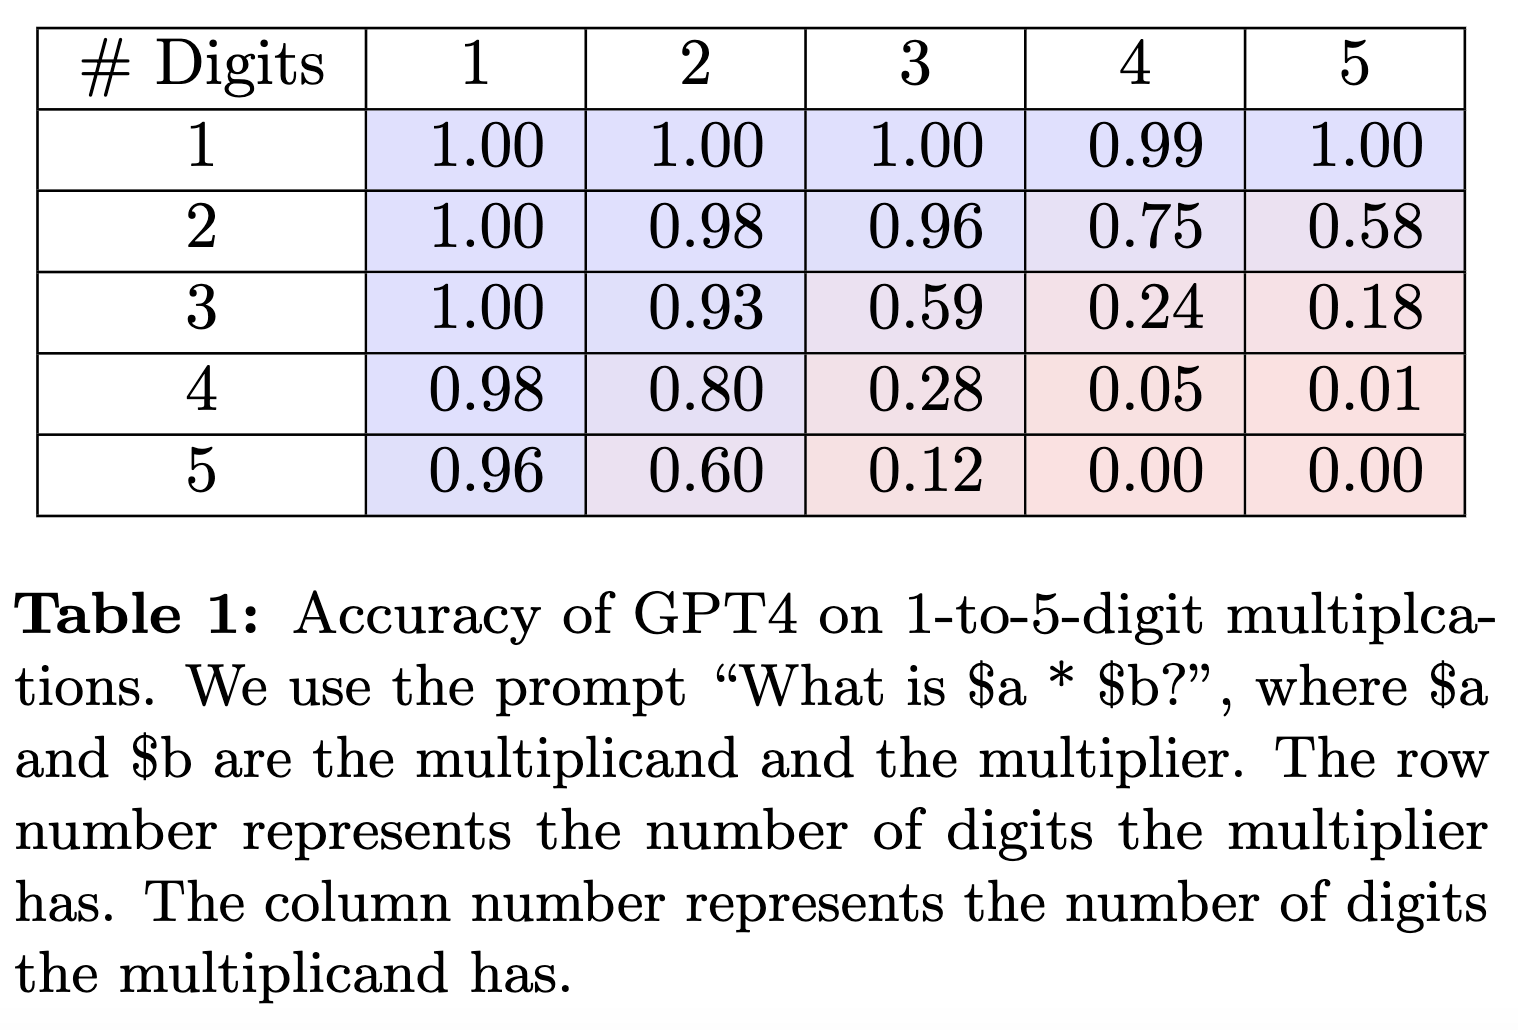 # Digits 1 2 3 4 5
1 1.00 1.00 1.00 0.99 1.00
2 1.00 0.98 0.96 0.75 0.58
3 1.00 0.93 0.59 0.24 0.18
4 0.98 0.80 0.28 0.05 0.01
5 0.96 0.60 0.12 0.00 0.00
Table 1: Accuracy of GPT4 on 1-to-5-digit multiplca-
tions. We use the prompt “What is $a * $b?”, where $a
and $b are the multiplicand and the multiplier. The row
number represents the number of digits the multiplier
has. The column number represents the number of digits
the multiplicand has.